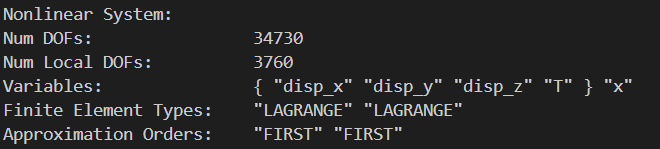 Nonlinear System:
Num DOFs: 34730
Num Local DOFs: 3760
Variables: { "disp_x" "disp_y" "disp_z" "T" } "x"
Finite Element Types: "LAGRANGE" "LAGRANGE"
Approximation Orders: "FIRST" "FIRST"